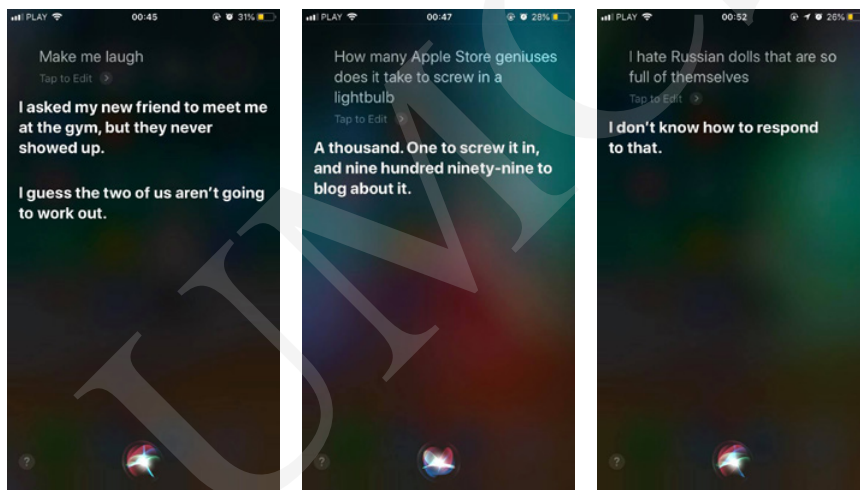 PLAY 00:45 31%
Make me laugh
Tap to Edit
I asked my new friend to meet me
at the gym, but they never
showed up.
I guess the two of us aren't going
to work out.
?
PLAY 00:47 28%
How many Apple Store geniuses
does it take to screw in a
lightbulb
Tap to Edit
A thousand. One to screw it in,
and nine hundred ninety-nine to
blog about it.
?
PLAY 00:52 26%
I hate Russian dolls that are so
full of themselves
Tap to Edit
I don't know how to respond
to that.
?
UMC